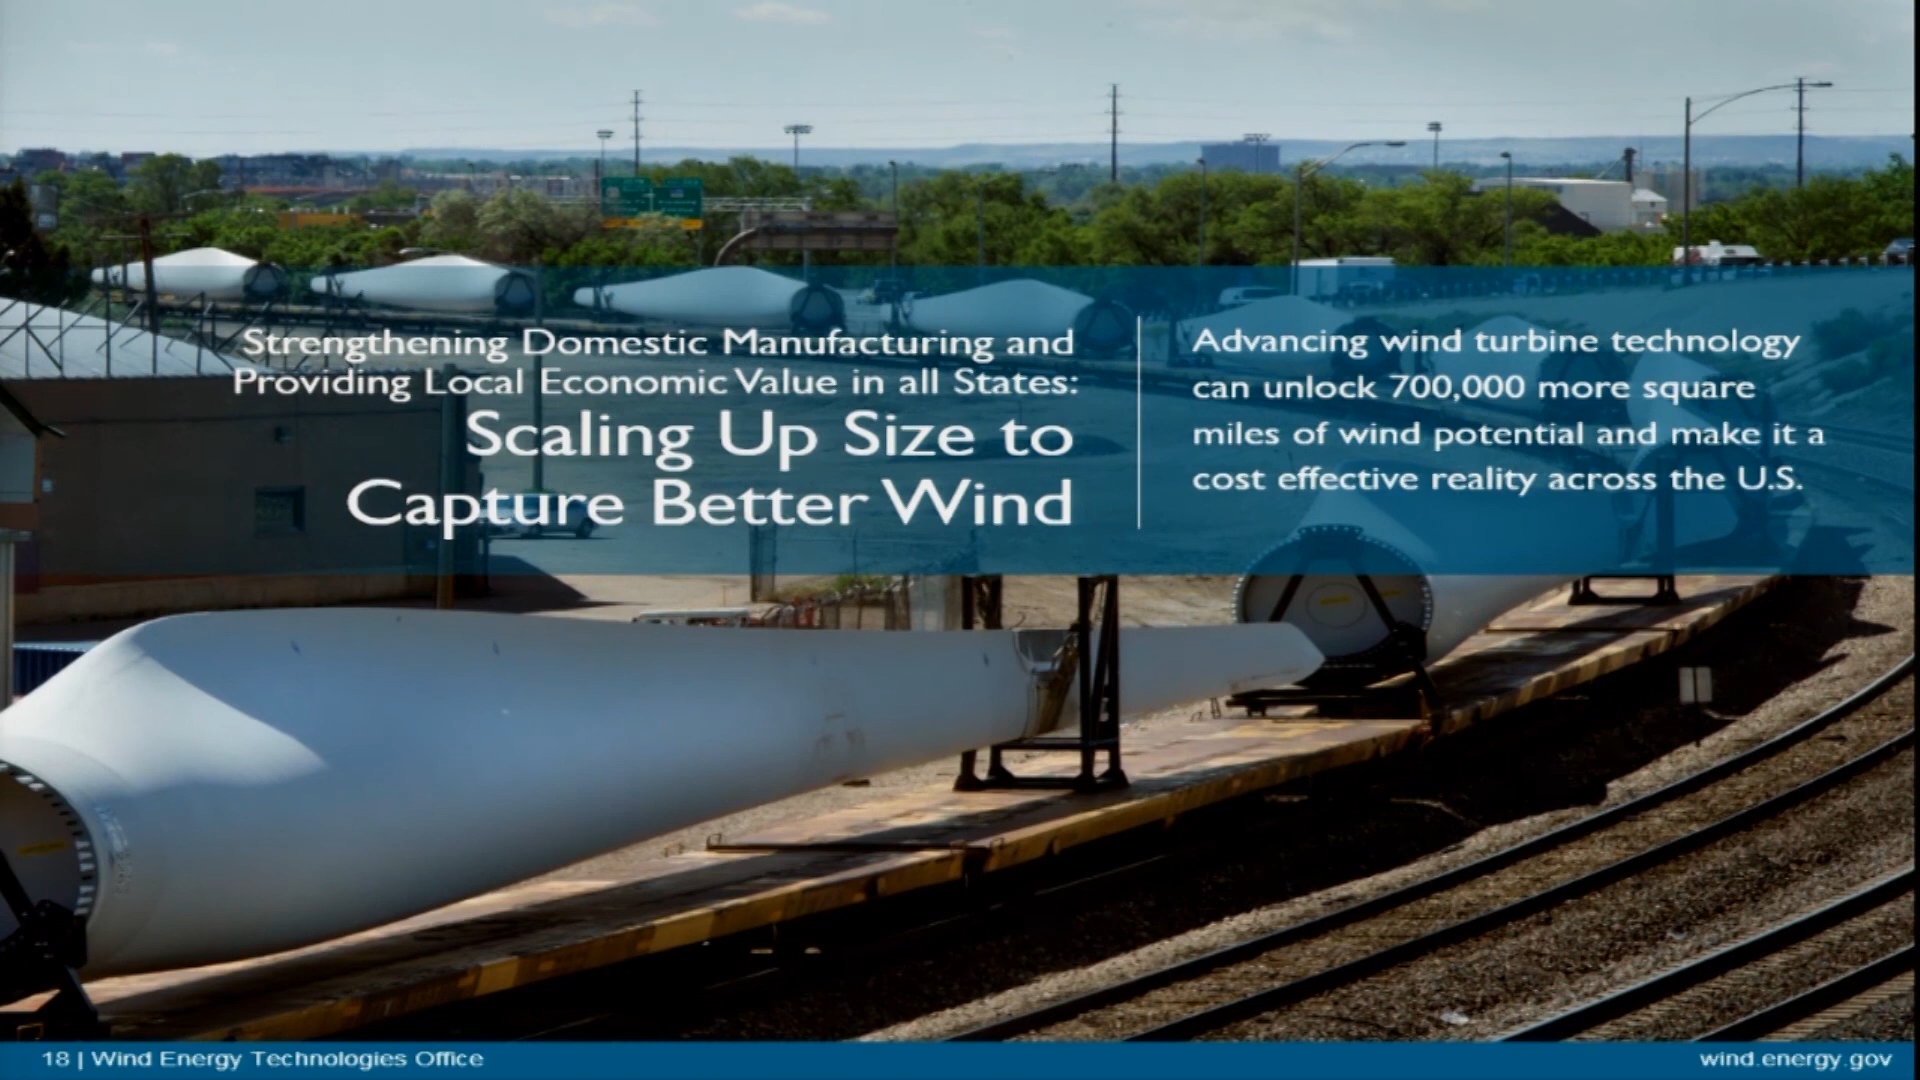 Strengthening Domestic Manufacturing and
Providing Local Economic Value in all States:
Scaling Up Size to
Capture Better Wind
Advancing wind turbine technology
can unlock 700,000 more square
miles of wind potential and make it a
cost effective reality across the U.S.
18 | Wind Energy Technologies Office
wind.energy.gov